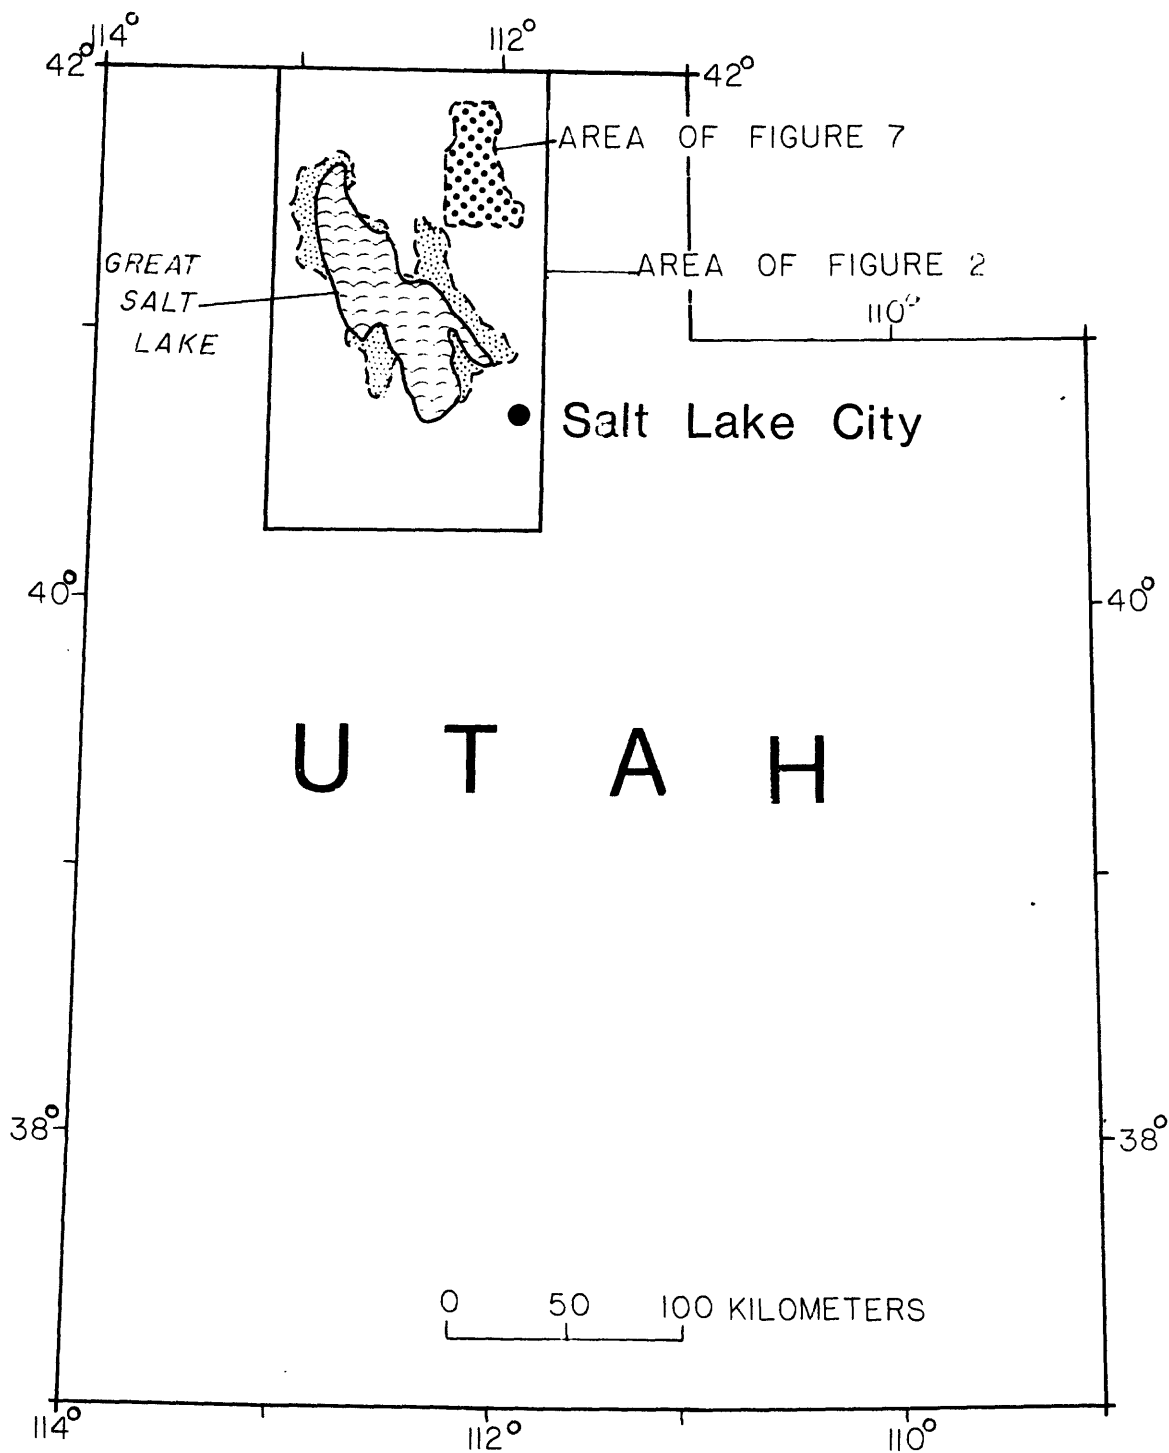 114°
112°
42°
42°
AREA OF FIGURE 7
GREAT
SALT
LAKE
AREA OF FIGURE 2
110°
Salt Lake City
40°
40°
UTAH
38°
38°
0 50 100 KILOMETERS
114°
112°
110°